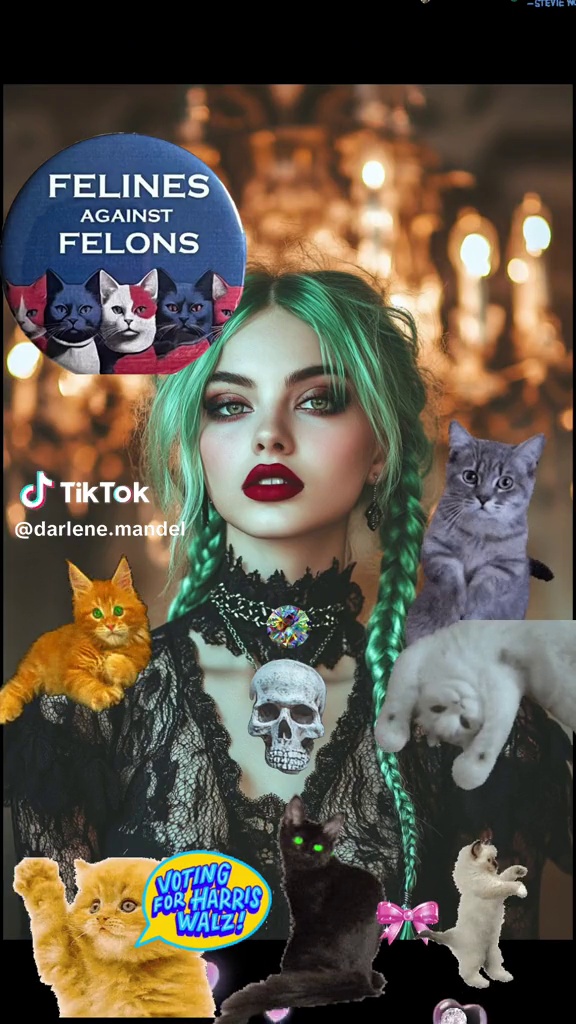 FELINES
AGAINST
FELONS
TikTok
@darlene.mandel
VOTING
FOR HARRIS
WALZ!